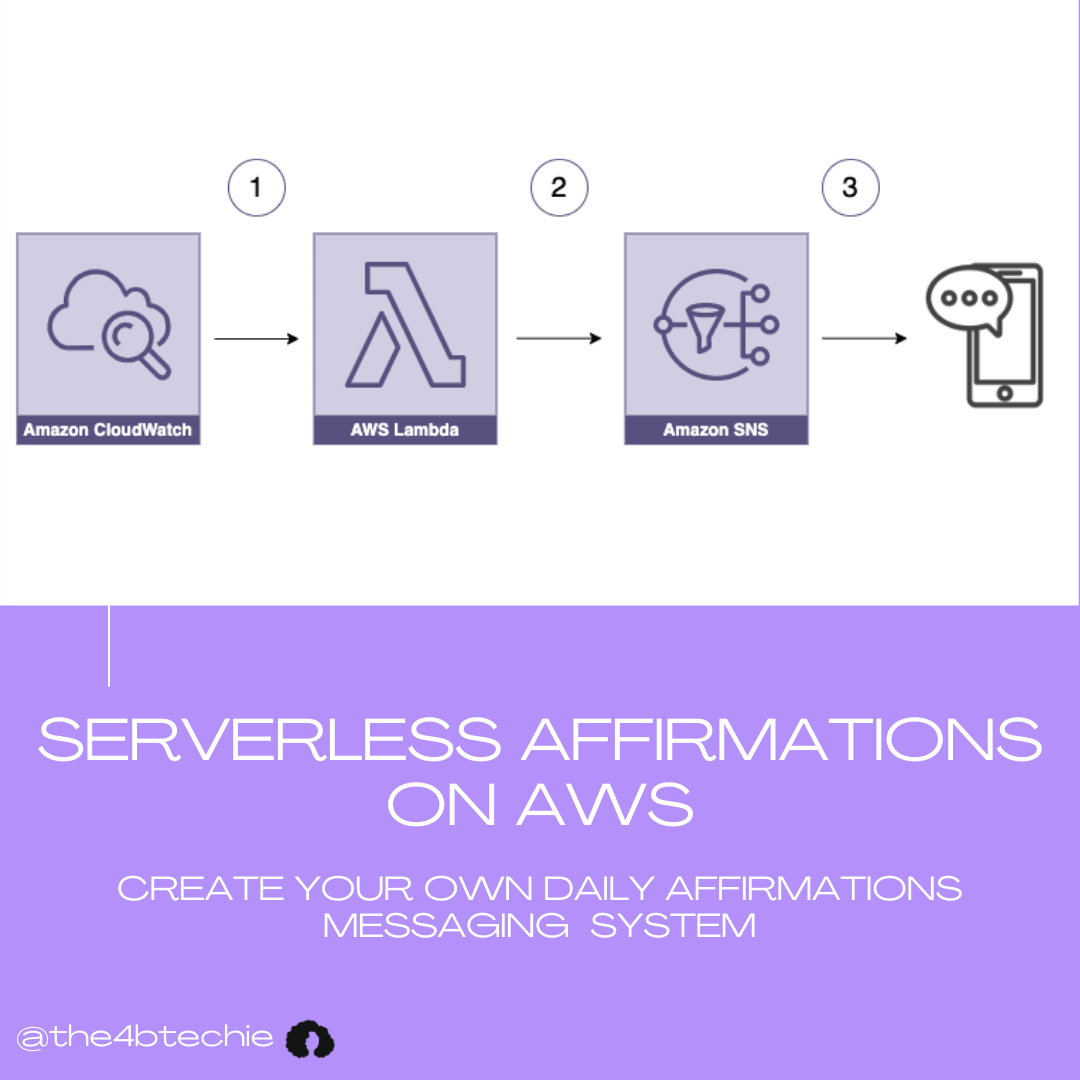 1
2
3
Amazon CloudWatch
AWS Lambda
Amazon SNS
SERVERLESS AFFIRMATIONS
ON AWS
CREATE YOUR OWN DAILY AFFIRMATIONS
MESSAGING SYSTEM
@the4btechie